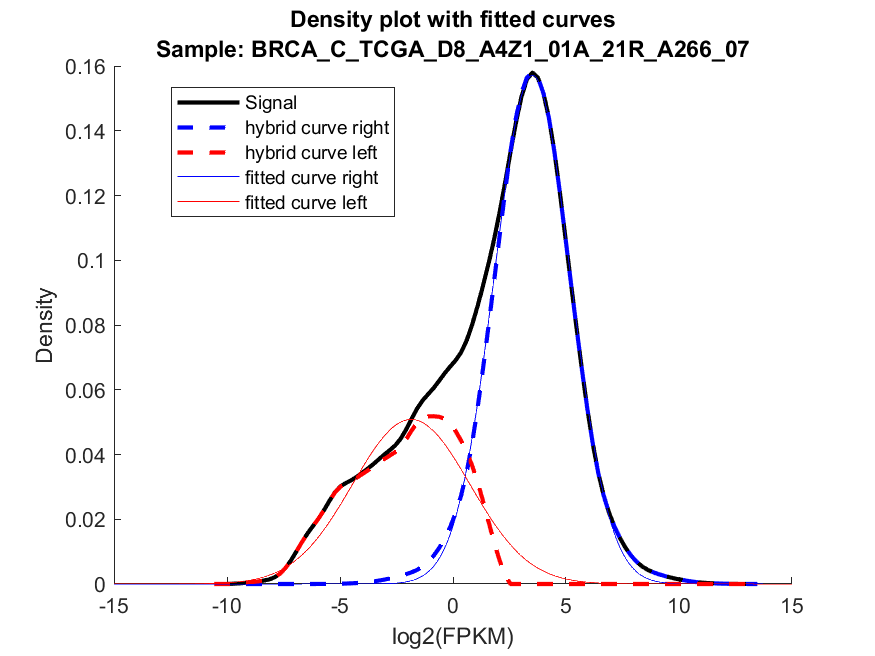 Density plot with fitted curves
Sample: BRCA_C_TCGA_D8_A4Z1_01A_21R_A266_07
0.16
0.14
0.12
0.1
0.08
0.06
0.04
0.02
0
Density
Signal
hybrid curve right
hybrid curve left
fitted curve right
fitted curve left
-15 -10 -5 0 5 10 15
log2(FPKM)